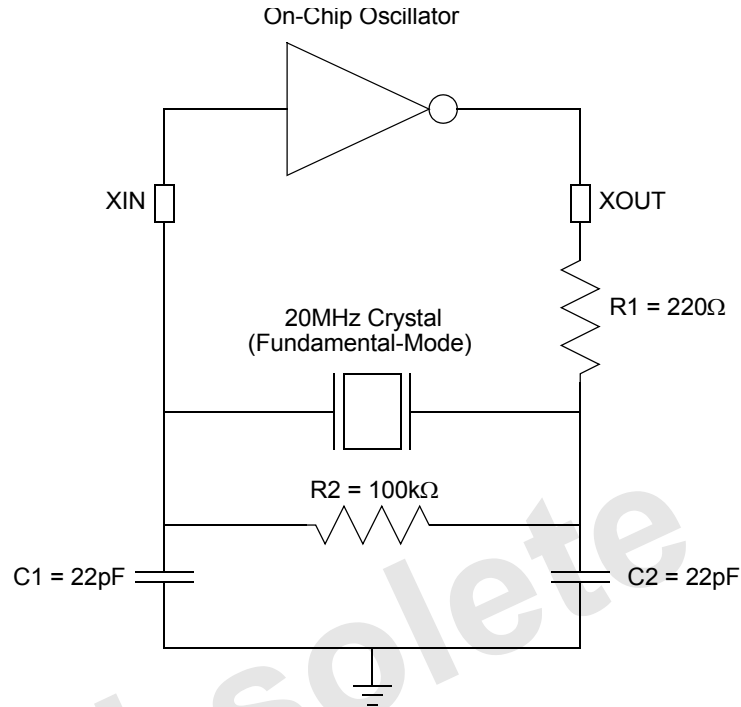 On-Chip Oscillator
XIN
XOUT
R1 = 220Ω
20MHz Crystal
(Fundamental-Mode)
R2 = 100kΩ
C1 = 22pF
C2 = 22pF
solete